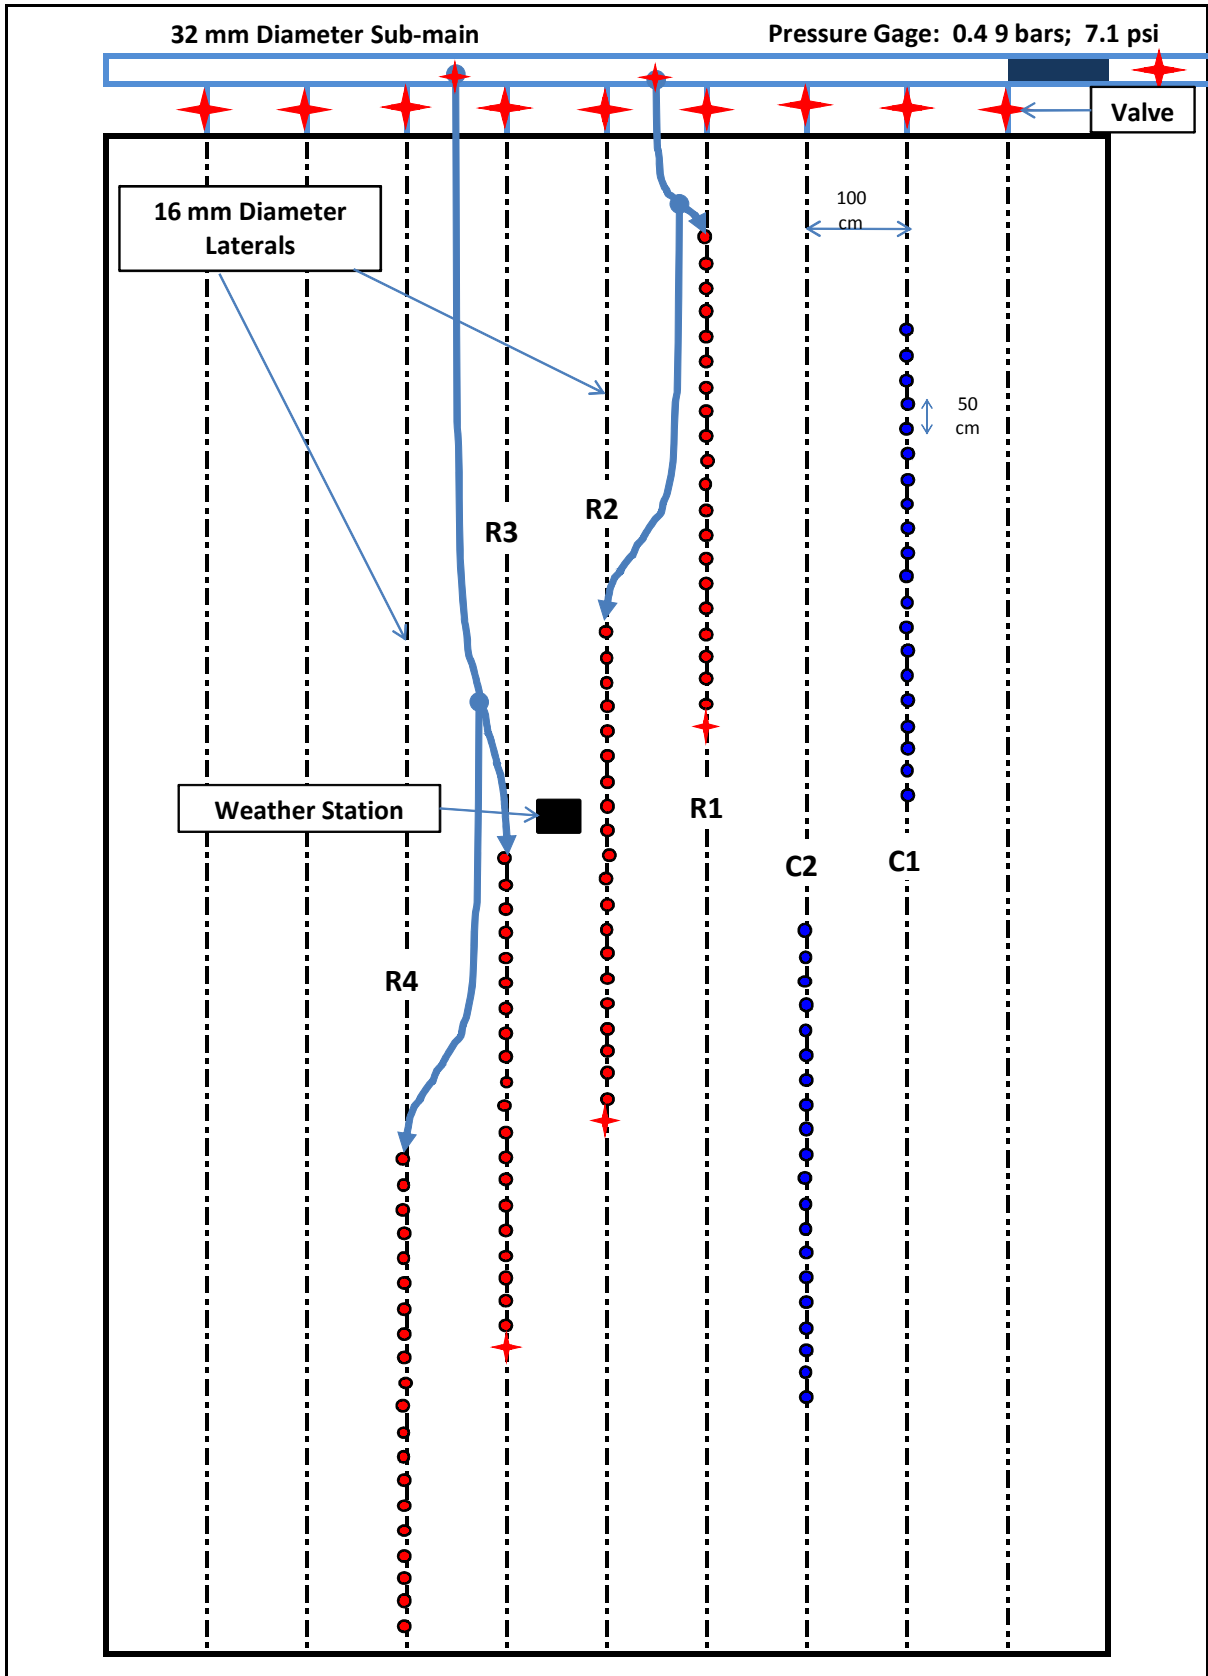 32 mm Diameter Sub-main
Pressure Gage:  0.4 9 bars;  7.1 psi
Valve
16 mm Diameter
Laterals
100
cm
50
cm
R2
R3
R1
Weather Station
C2
C1
R4